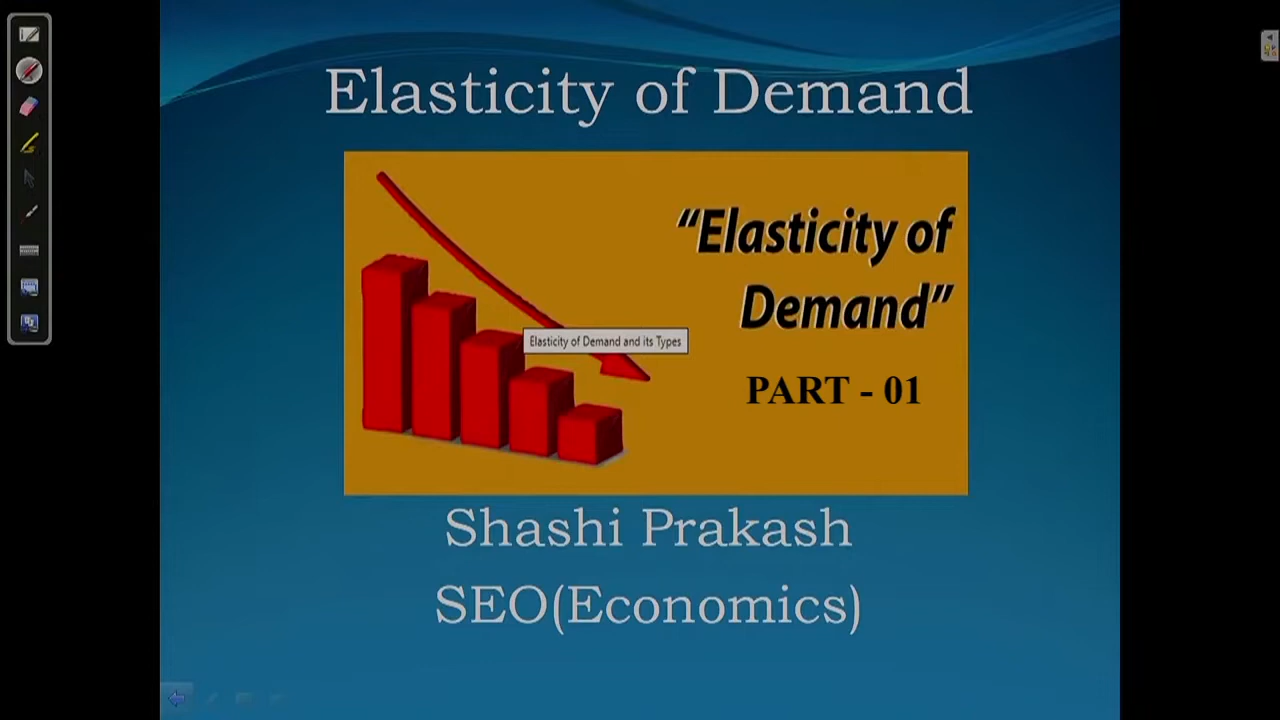 Elasticity of Demand
“Elasticity of
Demand”
Elasticity of Demand and its Types
PART - 01
Shashi Prakash
SEO(Economics)